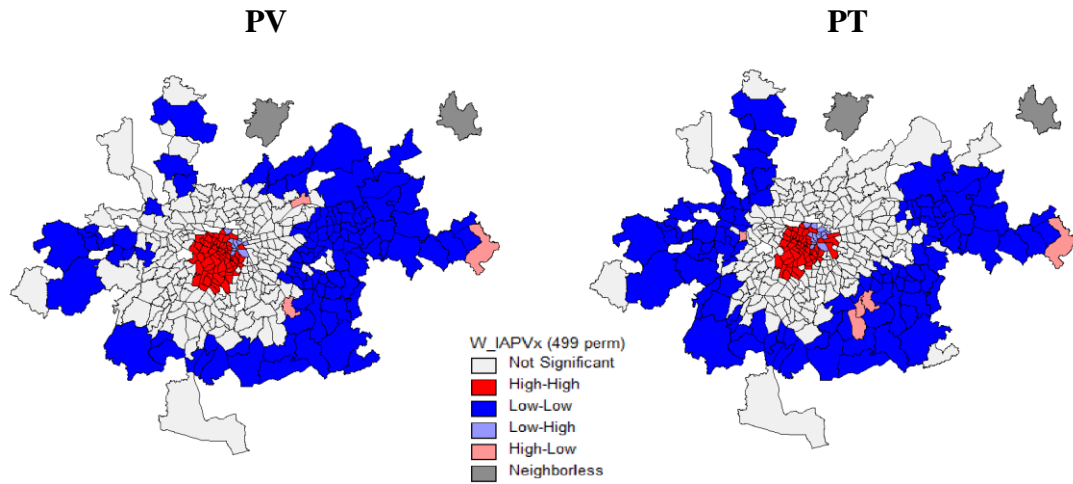 PV
PT
W_IAPVx (499 perm)
Not Significant
High-High
Low-Low
Low-High
High-Low
Neighborless